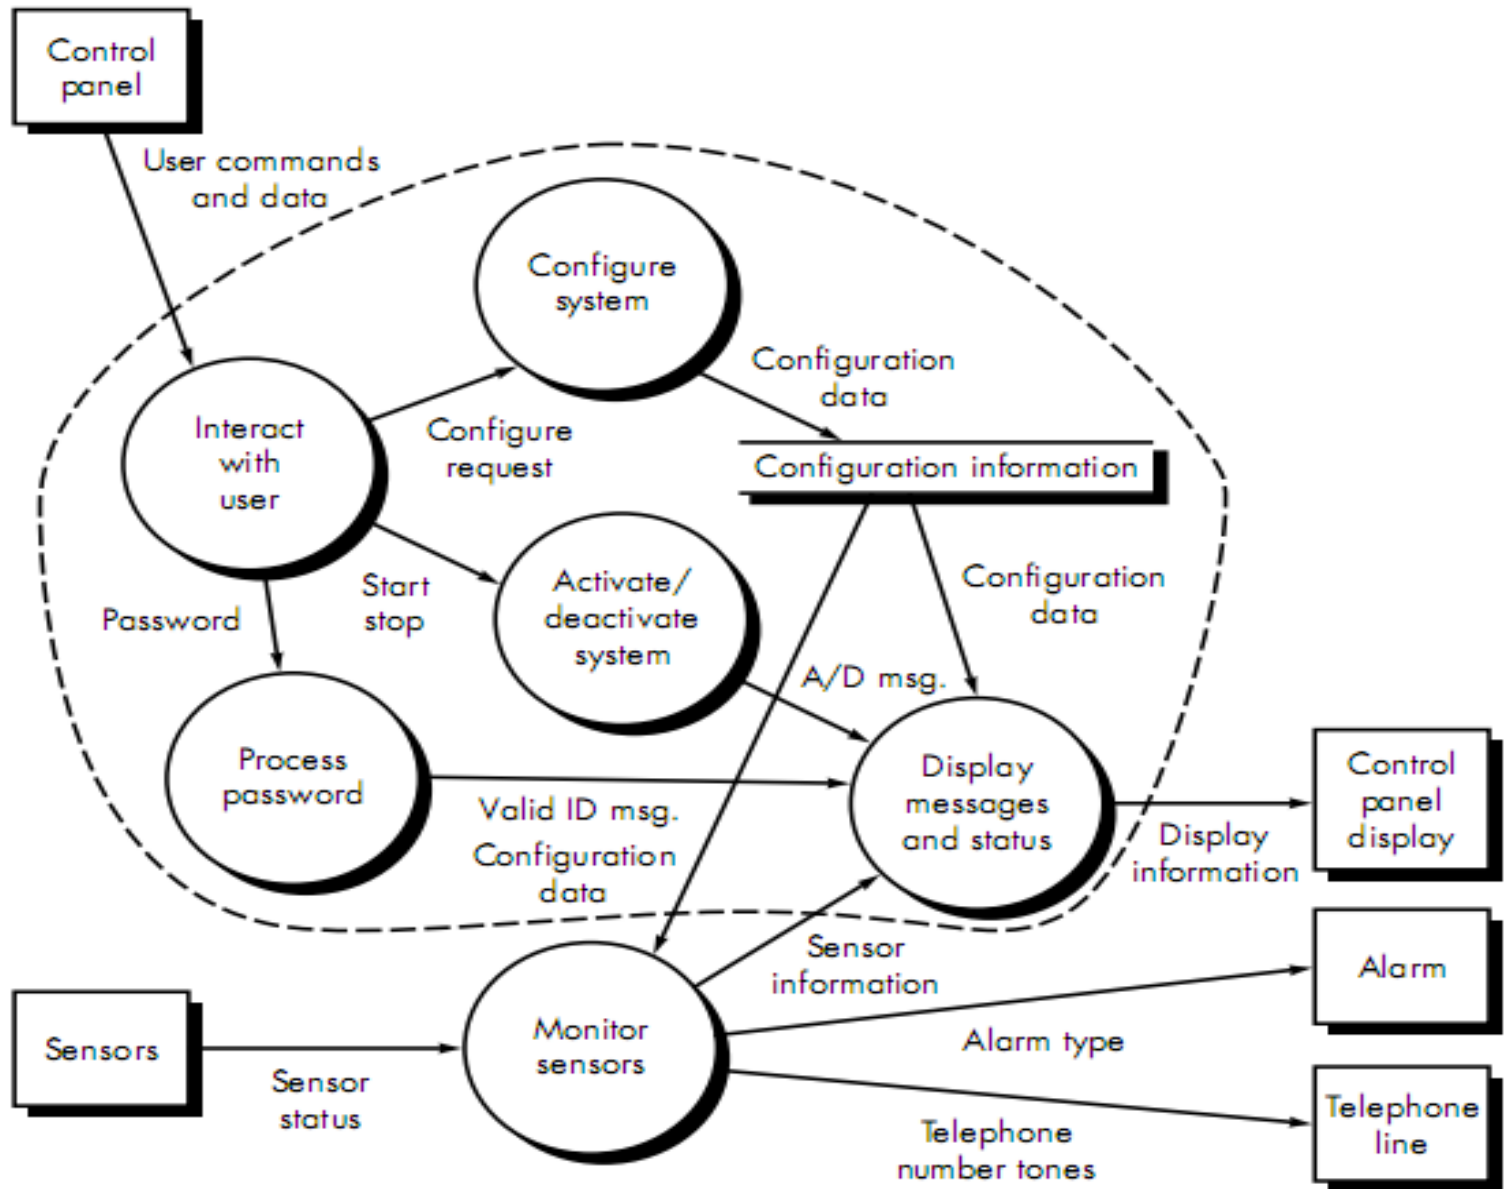 Control
panel
User commands
and data
Configure
system
Configuration
data
Interact
with
user
Configure
request
Configuration information
Start
stop
Activate/
deactivate
system
Configuration
data
Password
A/D msg.
Process
password
Valid ID msg.
Configuration
data
Display
messages
and status
Display
information
Control
panel
display
Sensor
information
Alarm
Sensors
Sensor
status
Monitor
sensors
Alarm type
Telephone
number tones
Telephone
line